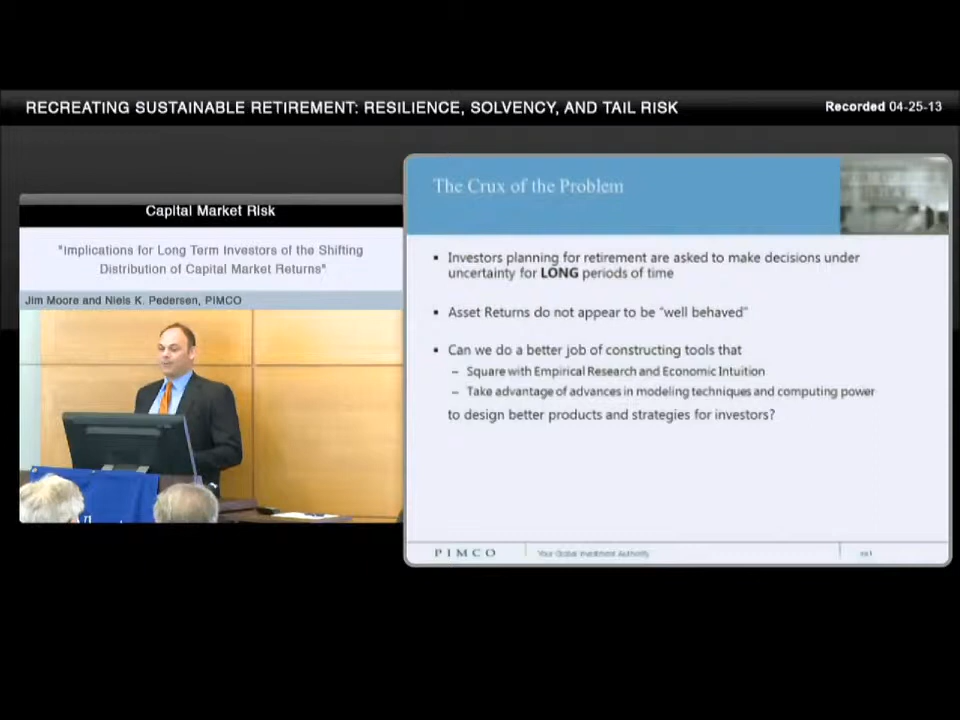 RECREATING SUSTAINABLE RETIREMENT: RESILIENCE, SOLVENCY, AND TAIL RISK
Recorded 04-25-13
Capital Market Risk
"Implications for Long Term Investors of the Shifting
Distribution of Capital Market Returns"
Jim Moore and Niels K. Pedersen, PIMCO
The Crux of the Problem
▪ Investors planning for retirement are asked to make decisions under
uncertainty for LONG periods of time
▪ Asset Returns do not appear to be "well behaved"
▪ Can we do a better job of constructing tools that
– Square with Empirical Research and Economic Intuition
– Take advantage of advances in modeling techniques and computing power
to design better products and strategies for investors?
PIMCO
Your Global Investment Authority